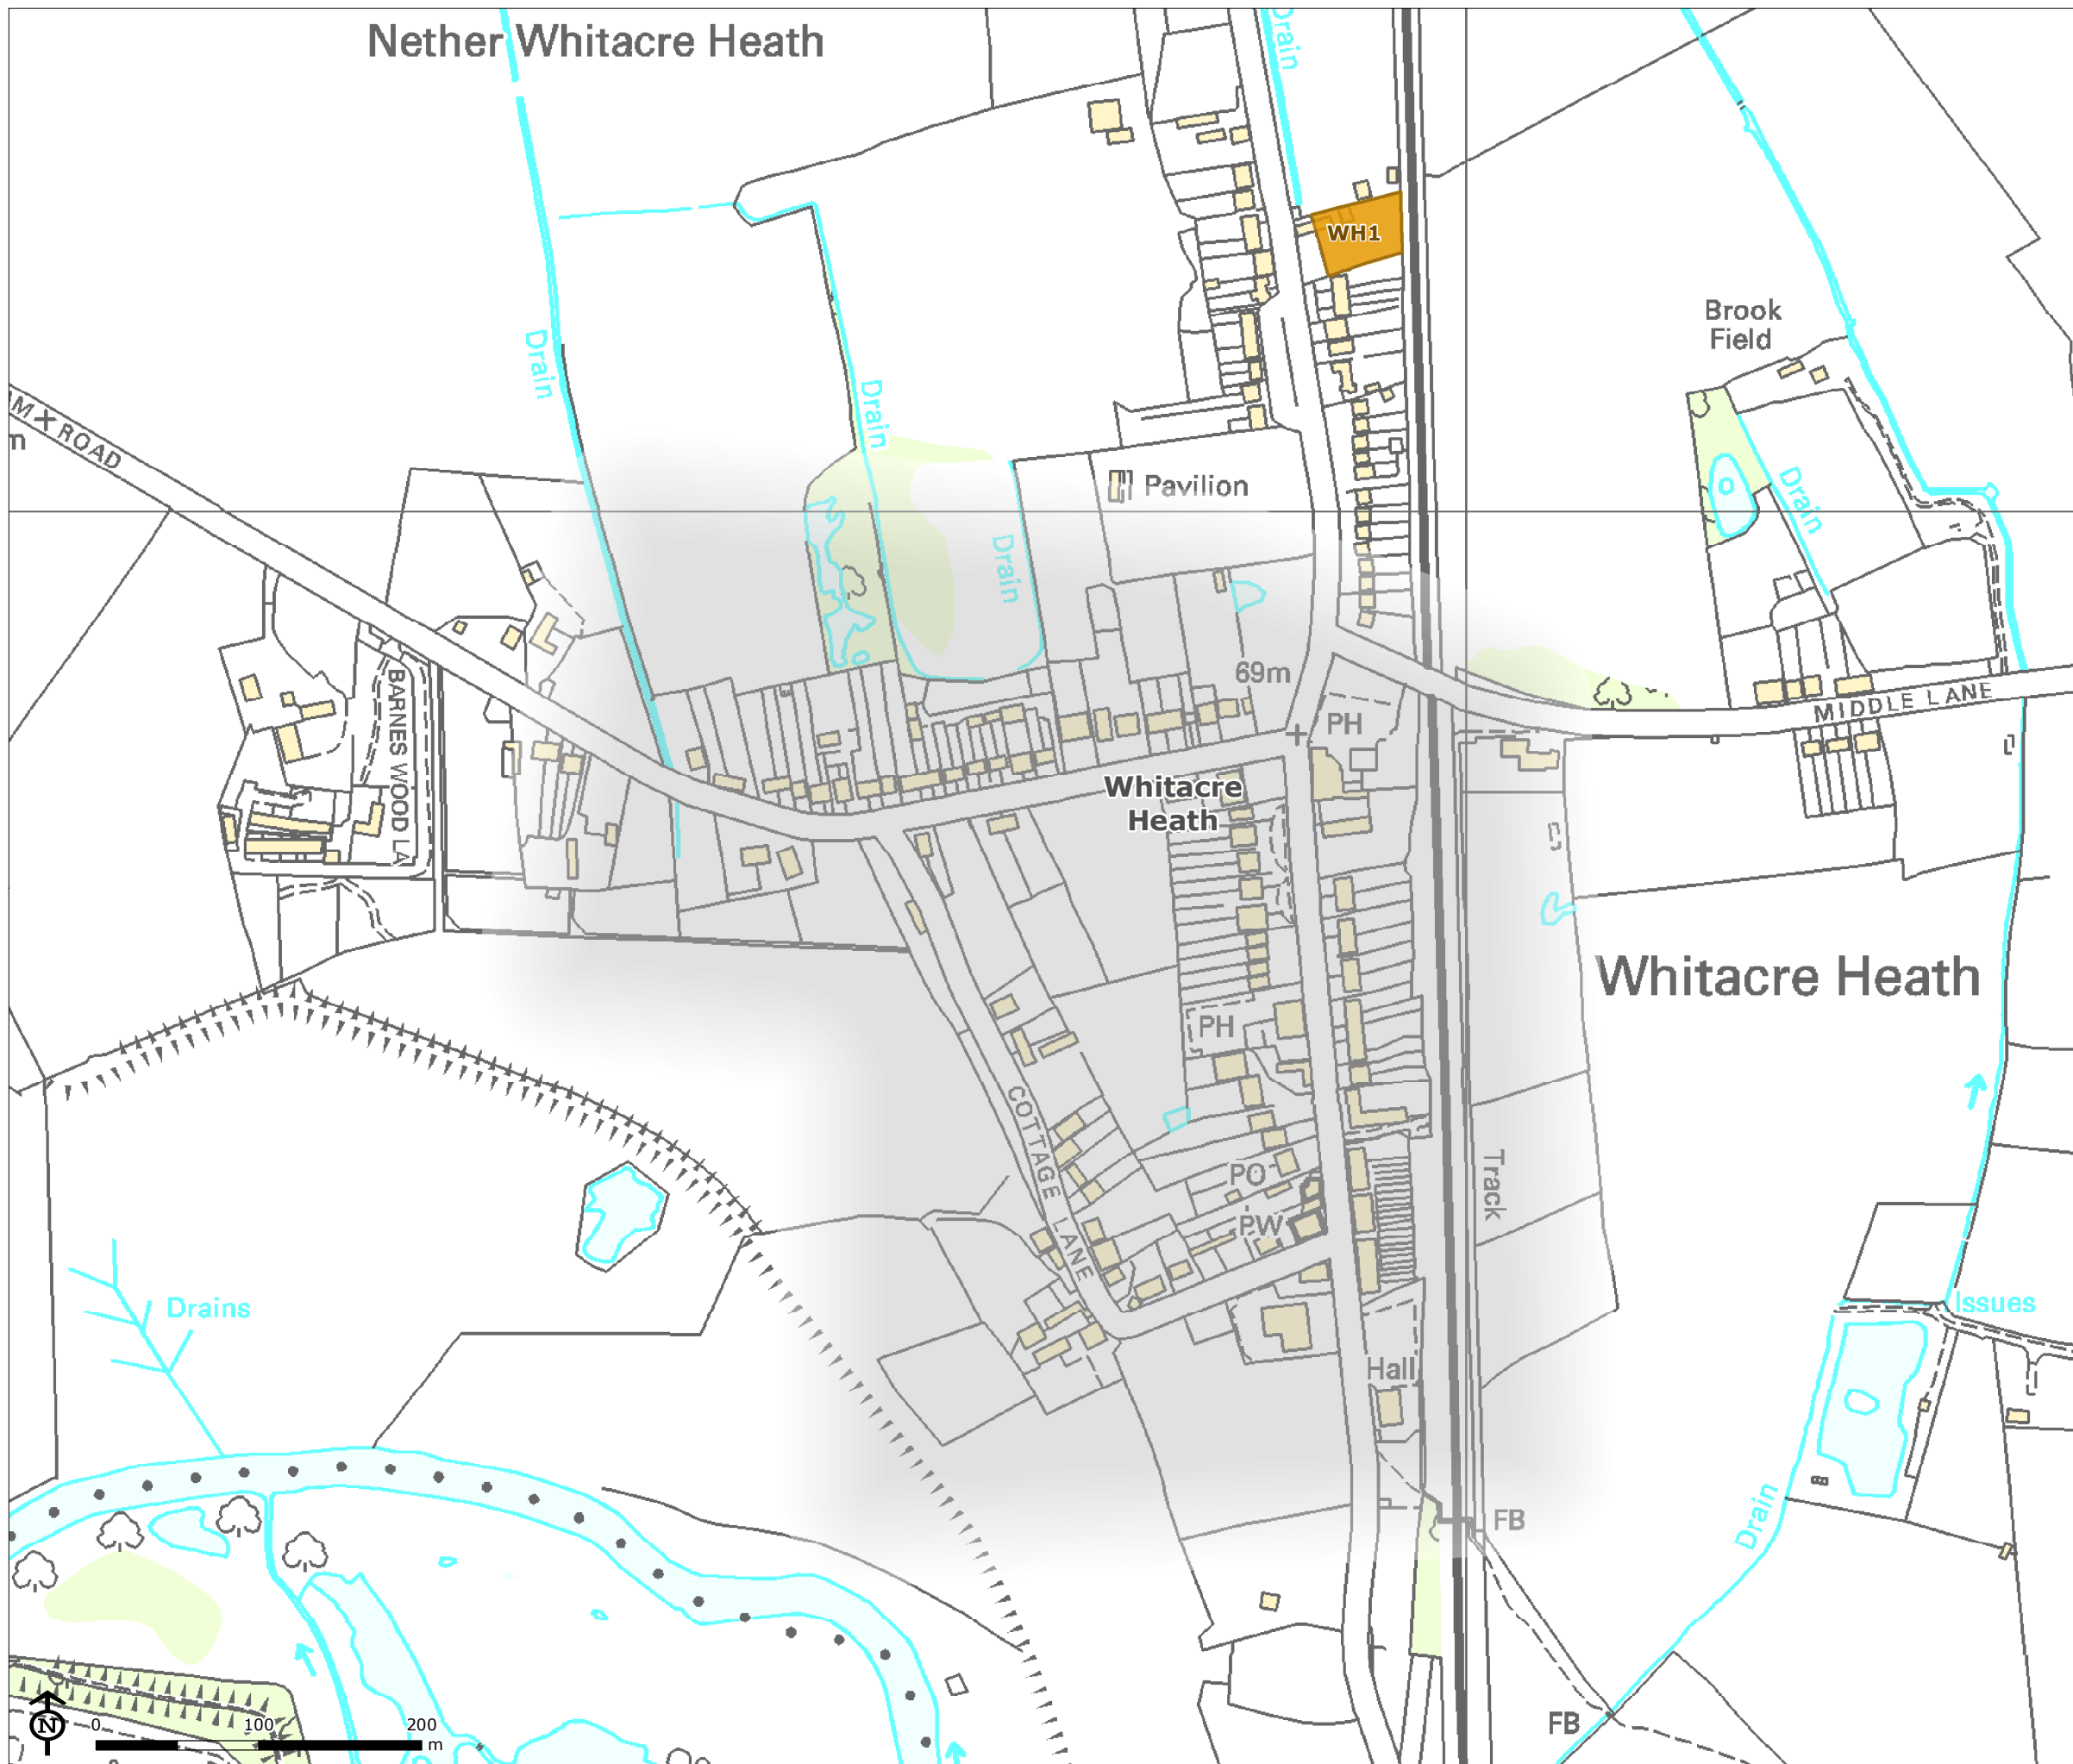 Nether Whitacre Heath
Drain
WH1
Brook
Field
Drain
Drain
M
ROAD
m
Pavilion
Drain
Drain
69m
BARNES WOOD LA
PH
MIDDLE LANE
Whitacre
Heath
Whitacre Heath
PH
COTTAGE LANE
PO
Track
PW
Drains
Issues
Hall
Drain
FB
FB
N
0 100 200
m